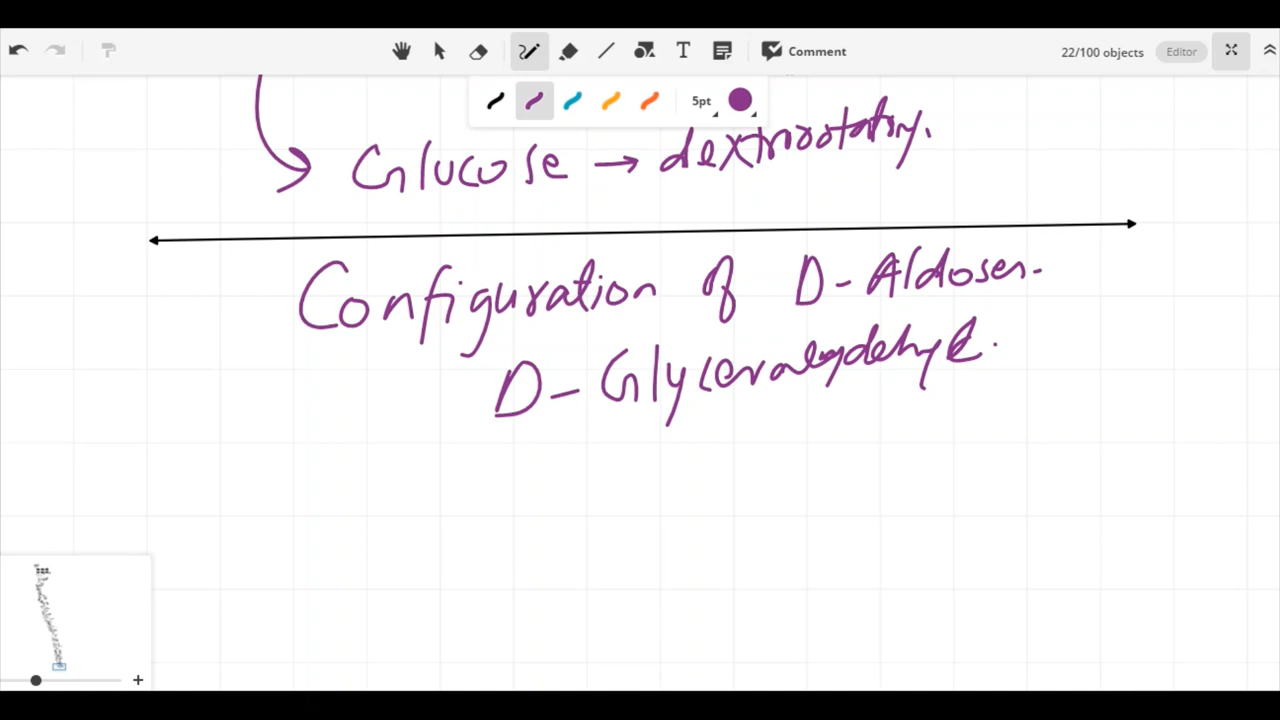 Comment
22/100 objects
Editor
5pt
Glucose → dextrorotatory.
Configuration of D-Aldoses.
D-Glyceraldehyde.